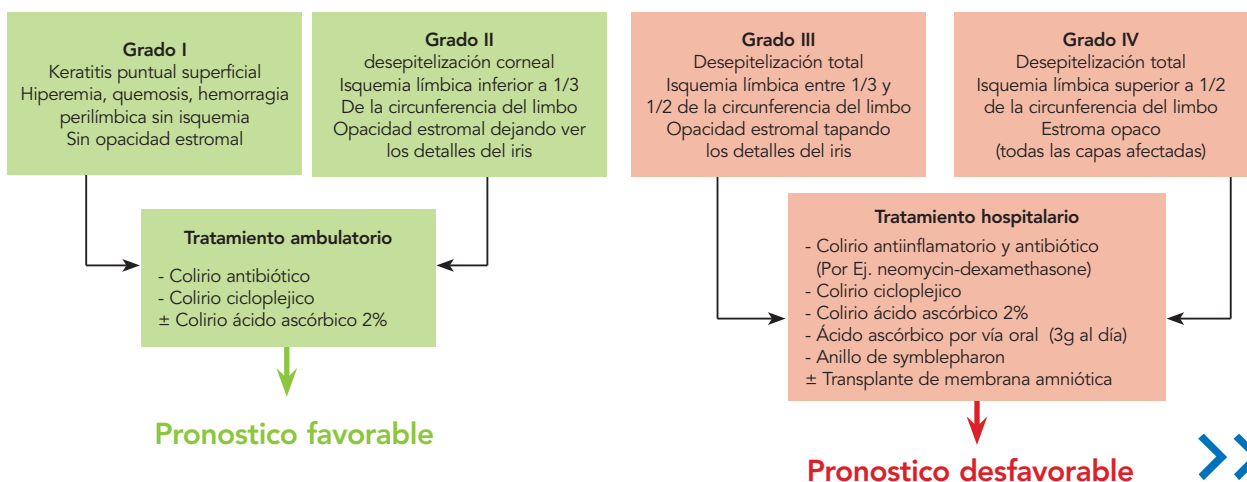 Grado I
Keratitis puntual superficial
Hiperemia, quemosis, hemorragia
perilímbica sin isquemia
Sin opacidad estromal
Grado II
desepitelización corneal
Isquemia límbica inferior a 1/3
De la circunferencia del limbo
Opacidad estromal dejando ver
los detalles del iris
Grado III
Desepitelización total
Isquemia límbica entre 1/3 y
1/2 de la circunferencia del limbo
Opacidad estromal tapando
los detalles del iris
Grado IV
Desepitelización total
Isquemia límbica superior a 1/2
de la circunferencia del limbo
Estroma opaco
(todas las capas afectadas)
Tratamiento ambulatorio
- Colirio antibiótico
- Colirio cicloplejico
± Colirio ácido ascórbico 2%
Tratamiento hospitalario
- Colirio antiinflamatorio y antibiótico
(Por Ej. neomycin-dexamethasone)
- Colirio cicloplejico
- Colirio ácido ascórbico 2%
- Ácido ascórbico por vía oral (3g al día)
- Anillo de symblepharon
± Transplante de membrana amniótica
Pronostico favorable
Pronostico desfavorable